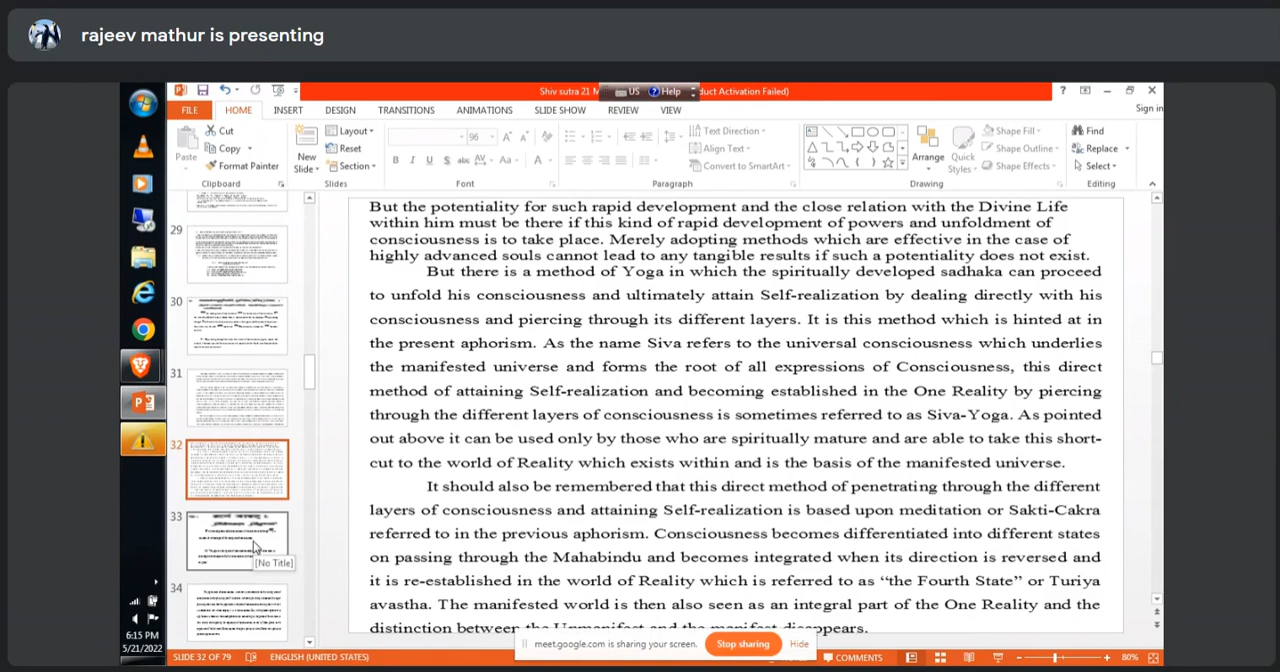 rajeev mathur is presenting
Shiv sutra 21 M
US
Help
duct Activation Failed)
Sign in
FILE HOME INSERT DESIGN TRANSITIONS ANIMATIONS SLIDE SHOW REVIEW VIEW
Paste
Cut
Copy
Format Painter
Clipboard
New
Slide
Layout
Reset
Section
Slides
96
Font
Text Direction
Align Text
Convert to SmartArt
Paragraph
Arrange
Quick
Styles
Shape Fill
Shape Outline
Shape Effects
Drawing
Find
Replace
Select
Editing
29
30
31
32
33
[No Title]
34
But the potentiality for such rapid development and the close relation with the Divine Life
within him must be there if this kind of rapid development of powers and unfoldment of
consciousness is to take place. Merely adopting methods which are effective in the case of
highly advanced souls cannot lead to any tangible results if such a potentiality does not exist.
But there is a method of Yoga in which the spiritually developed sadhaka can proceed
to unfold his consciousness and ultimately attain Self-realization by dealing directly with his
consciousness and piercing through its different layers. It is this method which is hinted at in
the present aphorism. As the name Siva refers to the universal consciousness which underlies
the manifested universe and forms the root of all expressions of Consciousness, this direct
method of attaining Self-realization and becoming established in the One Reality by piercing
through the different layers of consciousness is sometimes referred to as Siva-Yoga. As pointed
out above it can be used only by those who are spiritually mature and are able to take this short-
cut to the world of Reality which exists within and is the basis of the manifested universe.
It should also be remembered that this direct method of penetrating through the different
layers of consciousness and attaining Self-realization is based upon meditation or Sakti-Cakra
referred to in the previous aphorism. Consciousness becomes differentiated into different states
on passing through the Mahabindu and becomes integrated when its direction is reversed and
it is re-established in the world of Reality which is referred to as “the Fourth State” or Turiya
avastha. The manifested world is then also seen as an integral part of the One Reality and the
distinction between the Unmanifest and the manifest disappears.
meet.google.com is sharing your screen.
Stop sharing
Hide
6:15 PM
5/21/2022
SLIDE 32 OF 79
ENGLISH (UNITED STATES)
COMMENTS
80%